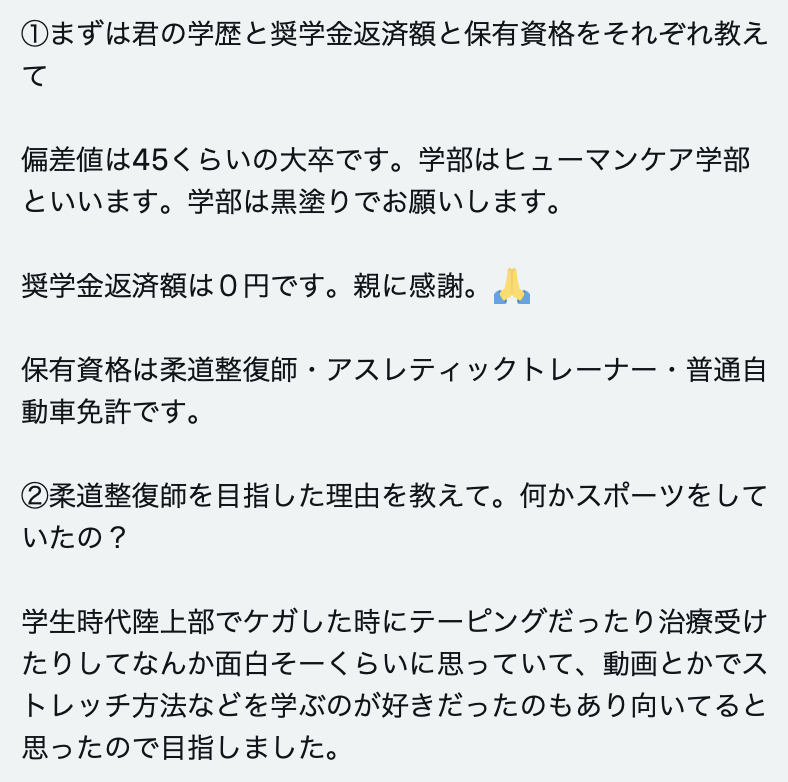 ①まずは君の学歴と奨学金返済額と保有資格をそれぞれ教え
て
偏差値は45くらいの大卒です。学部はヒューマンケア学部
といいます。学部は黒塗りでお願いします。
奨学金返済額は０円です。親に感謝。🙏
保有資格は柔道整復師・アスレティックトレーナー・普通自
動車免許です。
②柔道整復師を目指した理由を教えて。何かスポーツをして
いたの？
学生時代陸上部でケガした時にテーピングだったり治療受け
たりしてなんか面白そーくらいに思っていて、動画とかでス
トレッチ方法などを学ぶのが好きだったのもあり向いてると
思ったので目指しました。